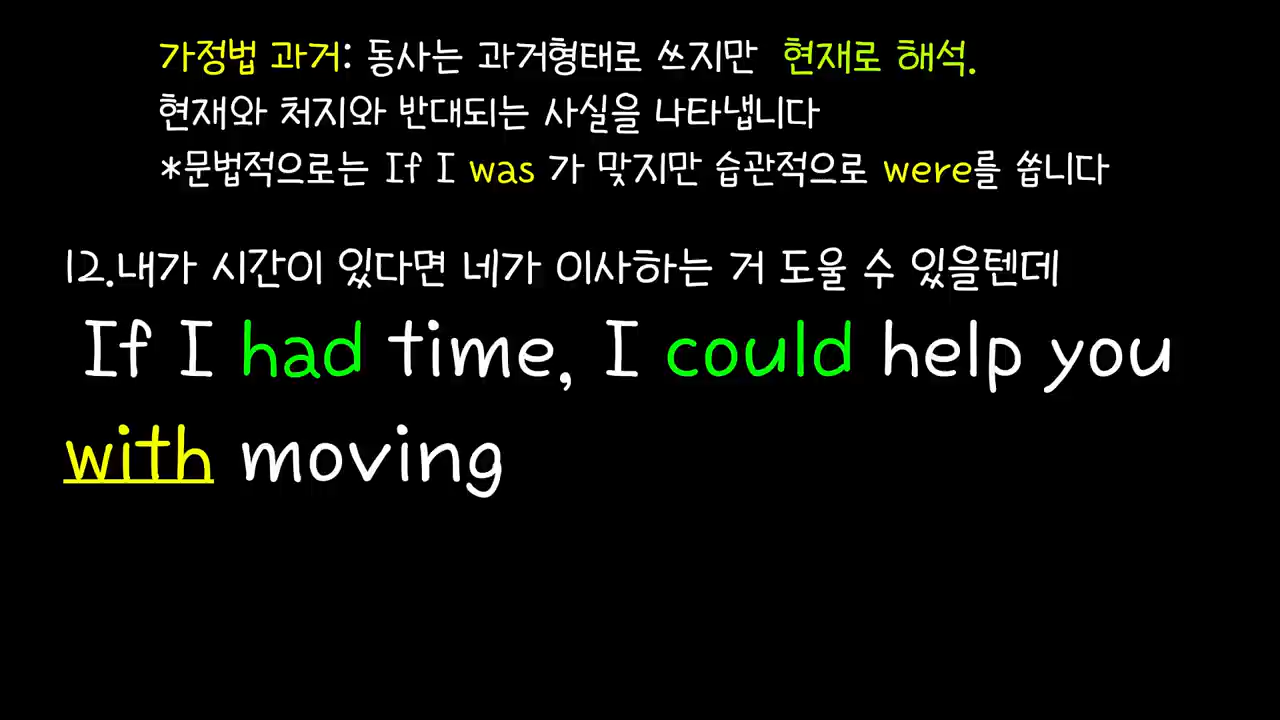 가정법 과거: 동사는 과거형태로 쓰지만 현재로 해석.
현재와 처지와 반대되는 사실을 나타냅니다
*문법적으로는 If I was 가 맞지만 습관적으로 were를 씁니다
12.내가 시간이 있다면 네가 이사하는 거 도울 수 있을텐데
If I had time, I could help you
with moving